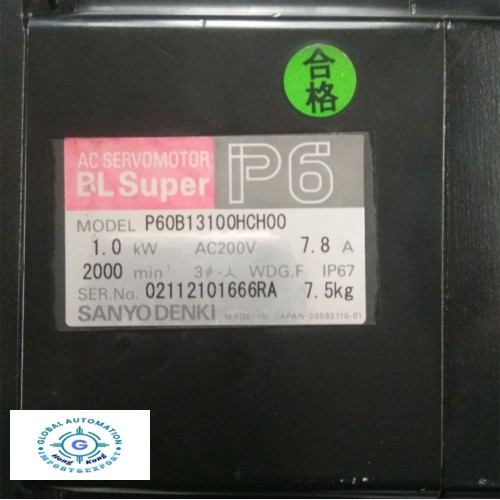 合格
AC SERVOMOTOR
BL Super P6
MODEL P60B13100HCH00
1.0 kW AC200V 7.8 A
2000 min⁻¹ 3φ-人 WDG.F IP67
SER.No. 02112101666RA 7.5kg
SANYO DENKI MADE IN JAPAN 00592110-01
GLOBAL AUTOMATION
G
Hong Kong
IMPORT&EXPORT